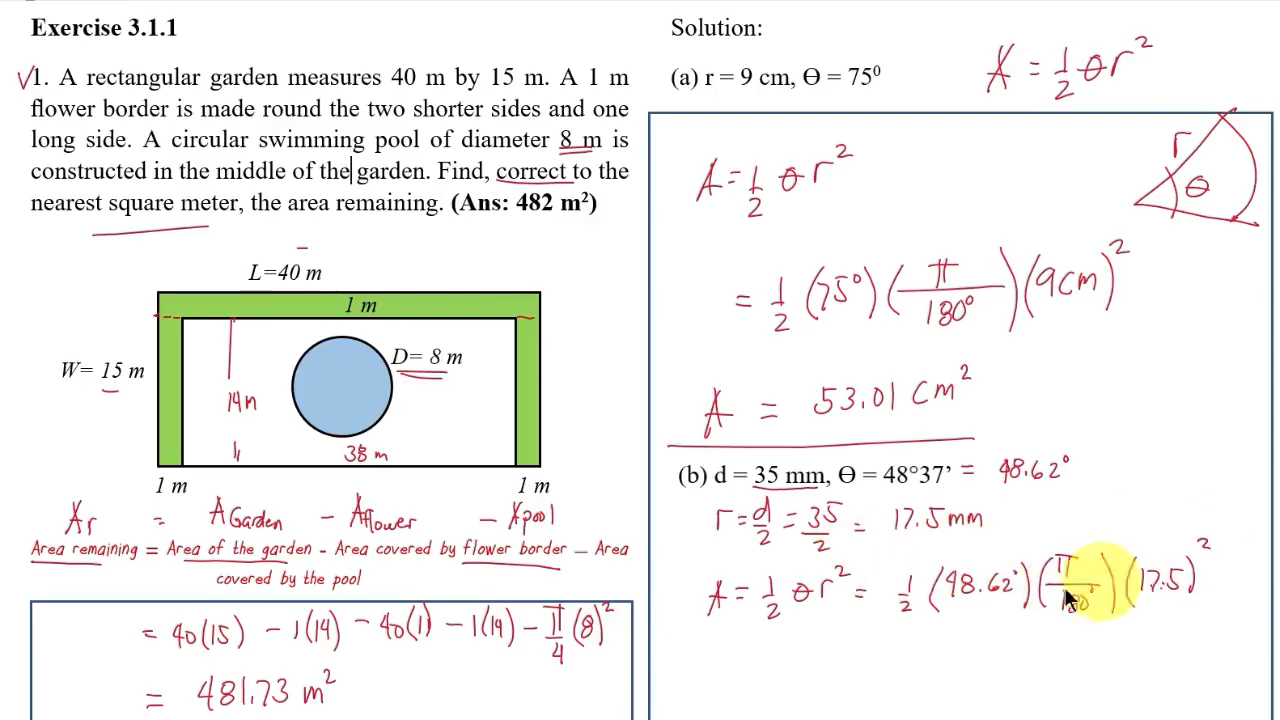 Exercise 3.1.1
√1. A rectangular garden measures 40 m by 15 m. A 1 m
flower border is made round the two shorter sides and one
long side. A circular swimming pool of diameter 8 m is
constructed in the middle of the garden. Find, correct to the
nearest square meter, the area remaining. (Ans: 482 m²)
L=40 m
1 m
W= 15 m
D= 8 m
14m
38 m
1 m
1 m
Ar = AGarden - Aflower - Apool
Area remaining = Area of the garden - Area covered by flower border - Area
covered by the pool
= 40(15) - 1(14) - 40(1) - 1(14) - π/4 (8)²
= 481.73 m²
Solution:
(a) r = 9 cm, Ө = 75⁰
A = 1/2 θr²
r
θ
A = 1/2 θ r²
= 1/2 (75°) (π/180°) (9cm)²
A = 53.01 cm²
(b) d = 35 mm, Ө = 48°37’ = 48.62°
r = d/2 = 35/2 = 17.5 mm
A = 1/2 θ r² = 1/2 (48.62°) (π/180°) (17.5)²